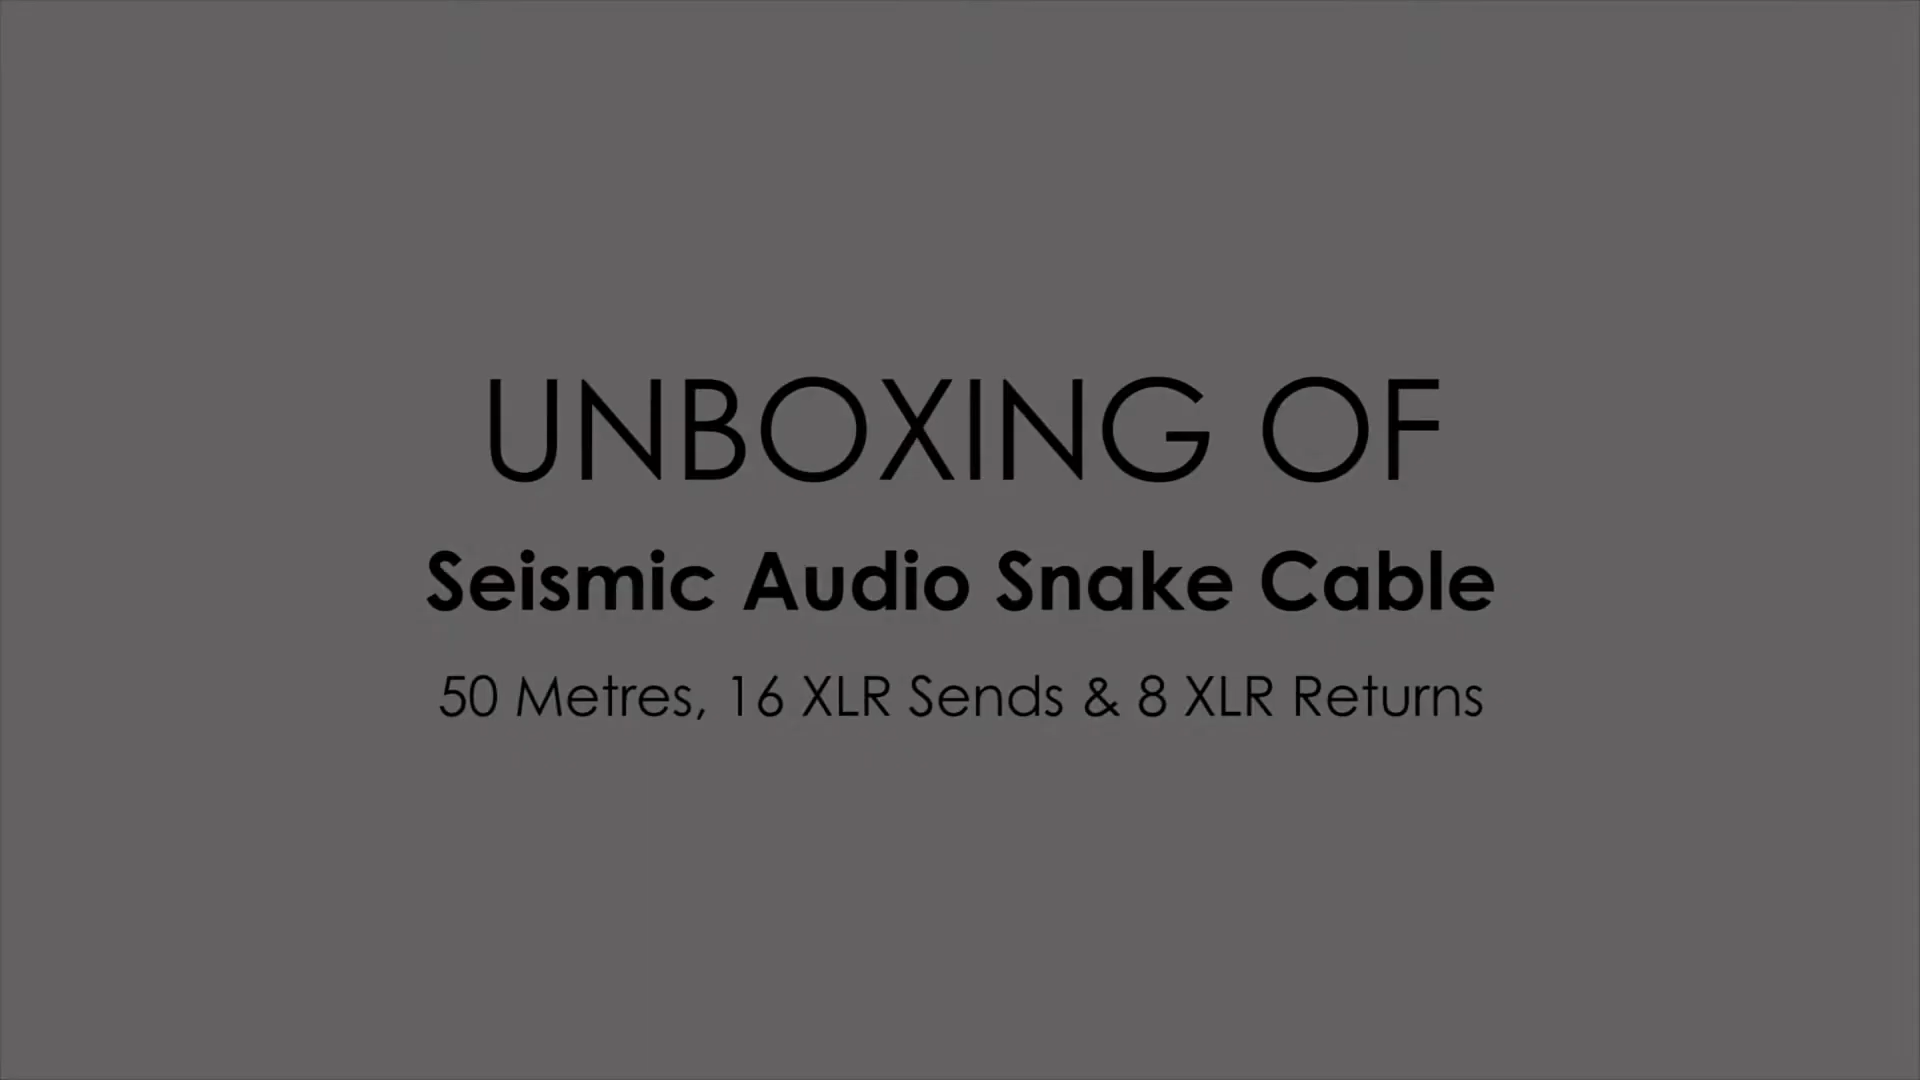 UNBOXING OF
Seismic Audio Snake Cable
50 Metres, 16 XLR Sends & 8 XLR Returns